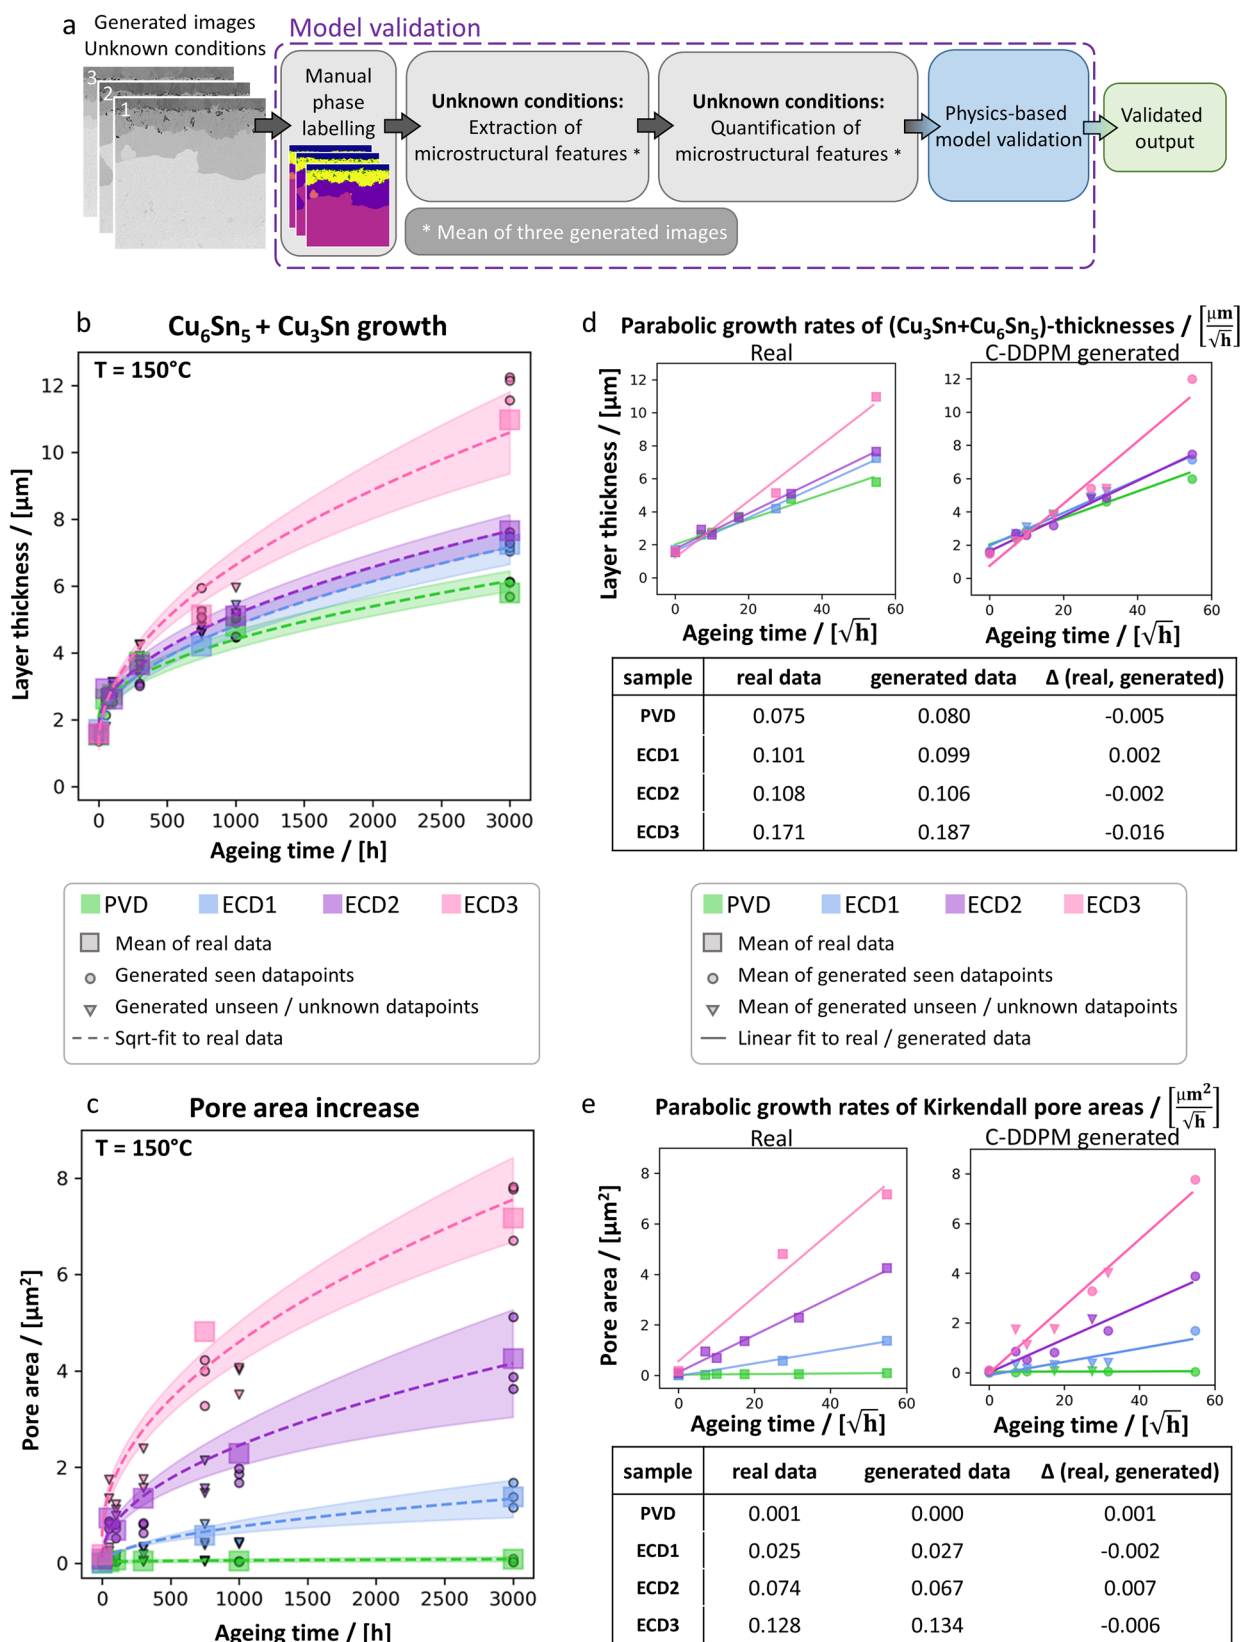 a
Generated images
Unknown conditions
3
2
1
Model validation
Manual
phase
labelling
Unknown conditions:
Extraction of
microstructural features *
Unknown conditions:
Quantification of
microstructural features *
Physics-based
model validation
Validated
output
* Mean of three generated images
b
Cu₆Sn₅ + Cu₃Sn growth
T = 150°C
Layer thickness / [μm]
12
10
8
6
4
2
0
0 500 1000 1500 2000 2500 3000
Ageing time / [h]
d
Parabolic growth rates of (Cu₃Sn+Cu₆Sn₅)-thicknesses / [μm/√h]
Real
C-DDPM generated
Layer thickness / [μm]
12
10
8
6
4
2
0
0 20 40 60
Ageing time / [√h]
12
10
8
6
4
2
0
0 20 40 60
Ageing time / [√h]
sample real data generated data Δ (real, generated)
PVD 0.075 0.080 -0.005
ECD1 0.101 0.099 0.002
ECD2 0.108 0.106 -0.002
ECD3 0.171 0.187 -0.016
PVD ECD1 ECD2 ECD3
Mean of real data
Generated seen datapoints
Generated unseen / unknown datapoints
Sqrt-fit to real data
PVD ECD1 ECD2 ECD3
Mean of real data
Mean of generated seen datapoints
Mean of generated unseen / unknown datapoints
Linear fit to real / generated data
c
Pore area increase
T = 150°C
Pore area / [μm²]
8
6
4
2
0
0 500 1000 1500 2000 2500 3000
Ageing time / [h]
e
Parabolic growth rates of Kirkendall pore areas / [μm²/√h]
Real
C-DDPM generated
Pore area / [μm²]
8
6
4
2
0
0 20 40 60
Ageing time / [√h]
8
6
4
2
0
0 20 40 60
Ageing time / [√h]
sample real data generated data Δ (real, generated)
PVD 0.001 0.000 0.001
ECD1 0.025 0.027 -0.002
ECD2 0.074 0.067 0.007
ECD3 0.128 0.134 -0.006